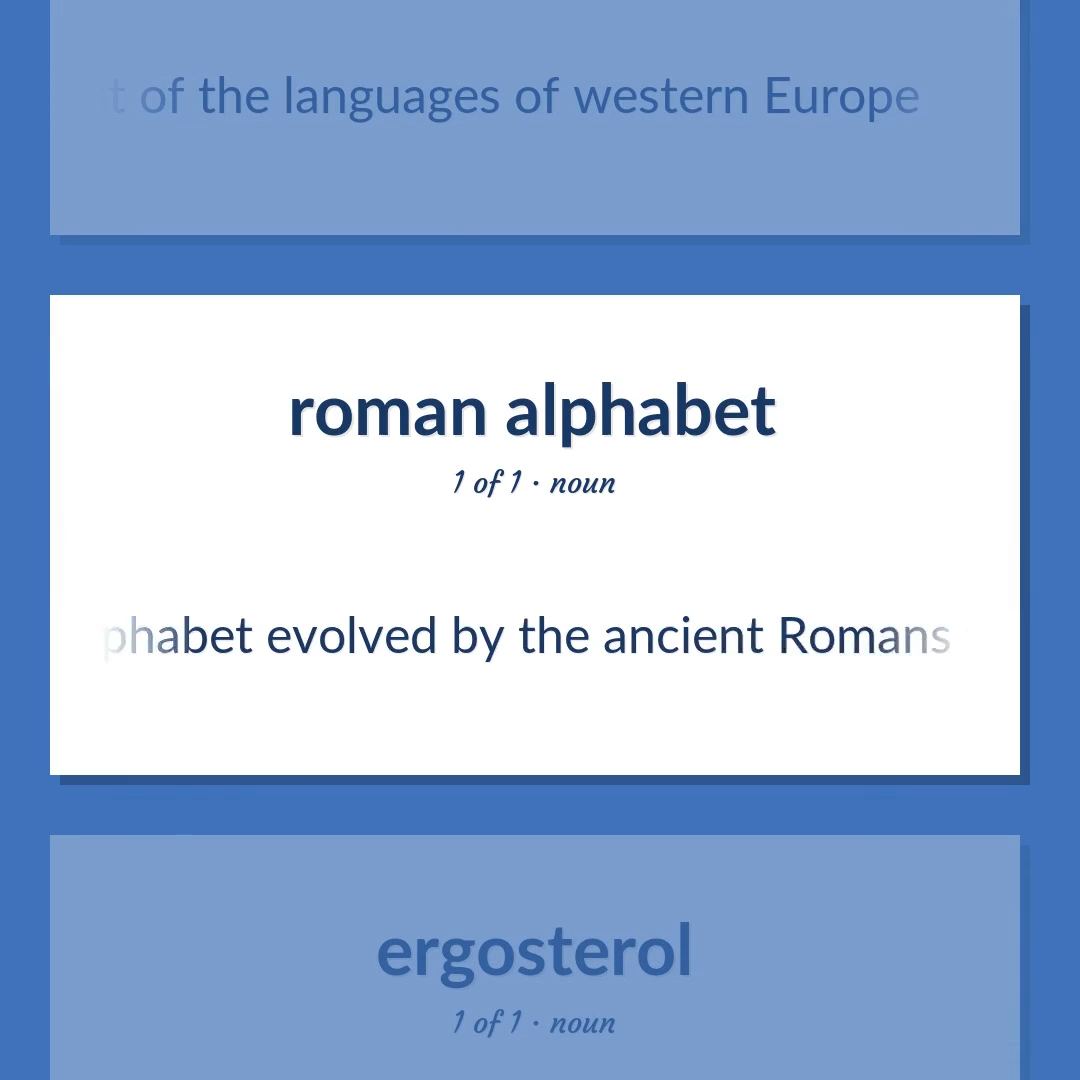 t of the languages of western Europe
roman alphabet
1 of 1 · noun
phabet evolved by the ancient Romans
ergosterol
1 of 1 · noun